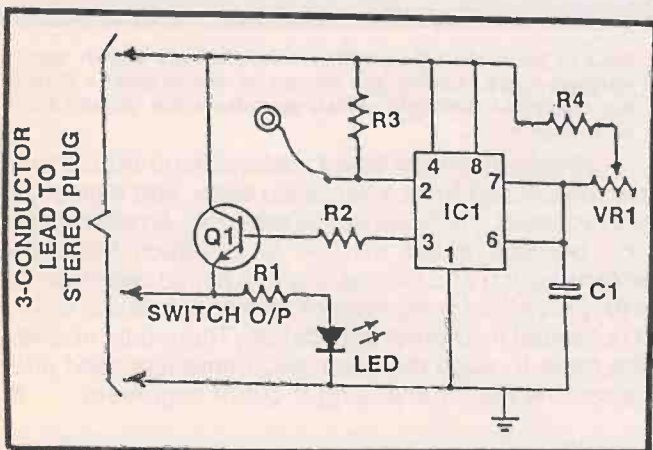 3-CONDUCTOR
LEAD TO
STEREO PLUG
R3
R4
4 8
2 7
IC1
VR1
Q1
R2
3 6
1
C1
R1
SWITCH O/P
LED